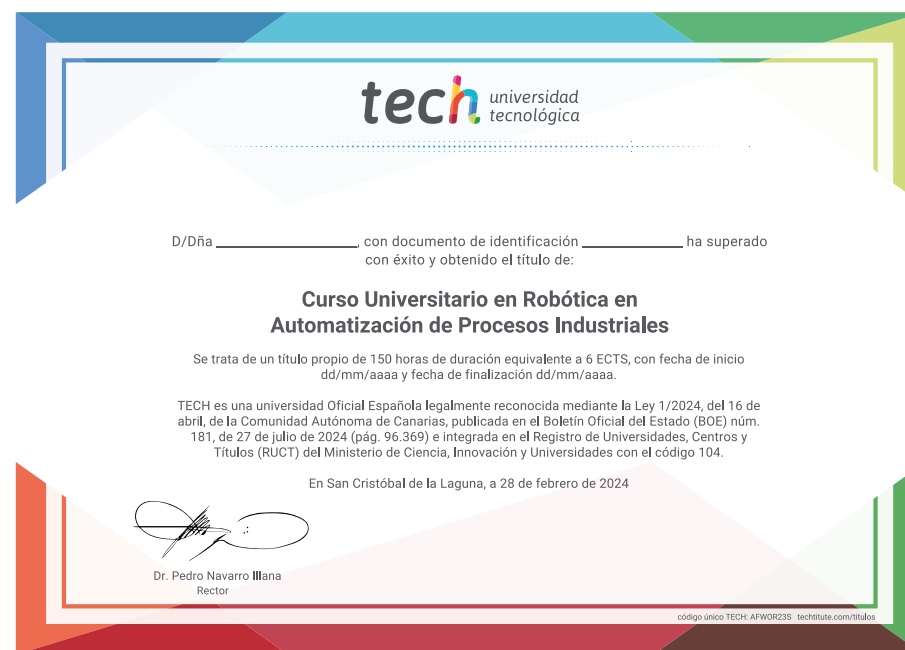 tech universidad
tecnológica
D/Dña ______________, con documento de identificación ______________ ha superado
con éxito y obtenido el título de:
Curso Universitario en Robótica en
Automatización de Procesos Industriales
Se trata de un título propio de 150 horas de duración equivalente a 6 ECTS, con fecha de inicio
dd/mm/aaaa y fecha de finalización dd/mm/aaaa.
TECH es una universidad Oficial Española legalmente reconocida mediante la Ley 1/2024, del 16 de
abril, de la Comunidad Autónoma de Canarias, publicada en el Boletín Oficial del Estado (BOE) núm.
181, de 27 de julio de 2024 (pág. 96.369) e integrada en el Registro de Universidades, Centros y
Títulos (RUCT) del Ministerio de Ciencia, Innovación y Universidades con el código 104.
En San Cristóbal de la Laguna, a 28 de febrero de 2024
Dr. Pedro Navarro Illana
Rector
código único TECH: AFWOR23S techtitute.com/titulos